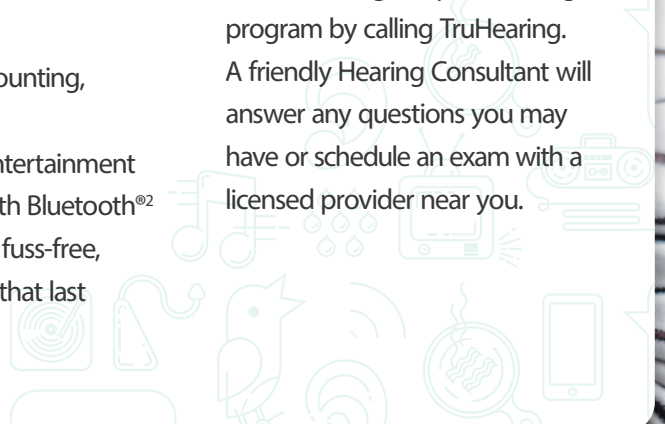 ounting,
ntertainment
th Bluetooth®²
fuss-free,
that last
program by calling TruHearing.
A friendly Hearing Consultant will
answer any questions you may
have or schedule an exam with a
licensed provider near you.